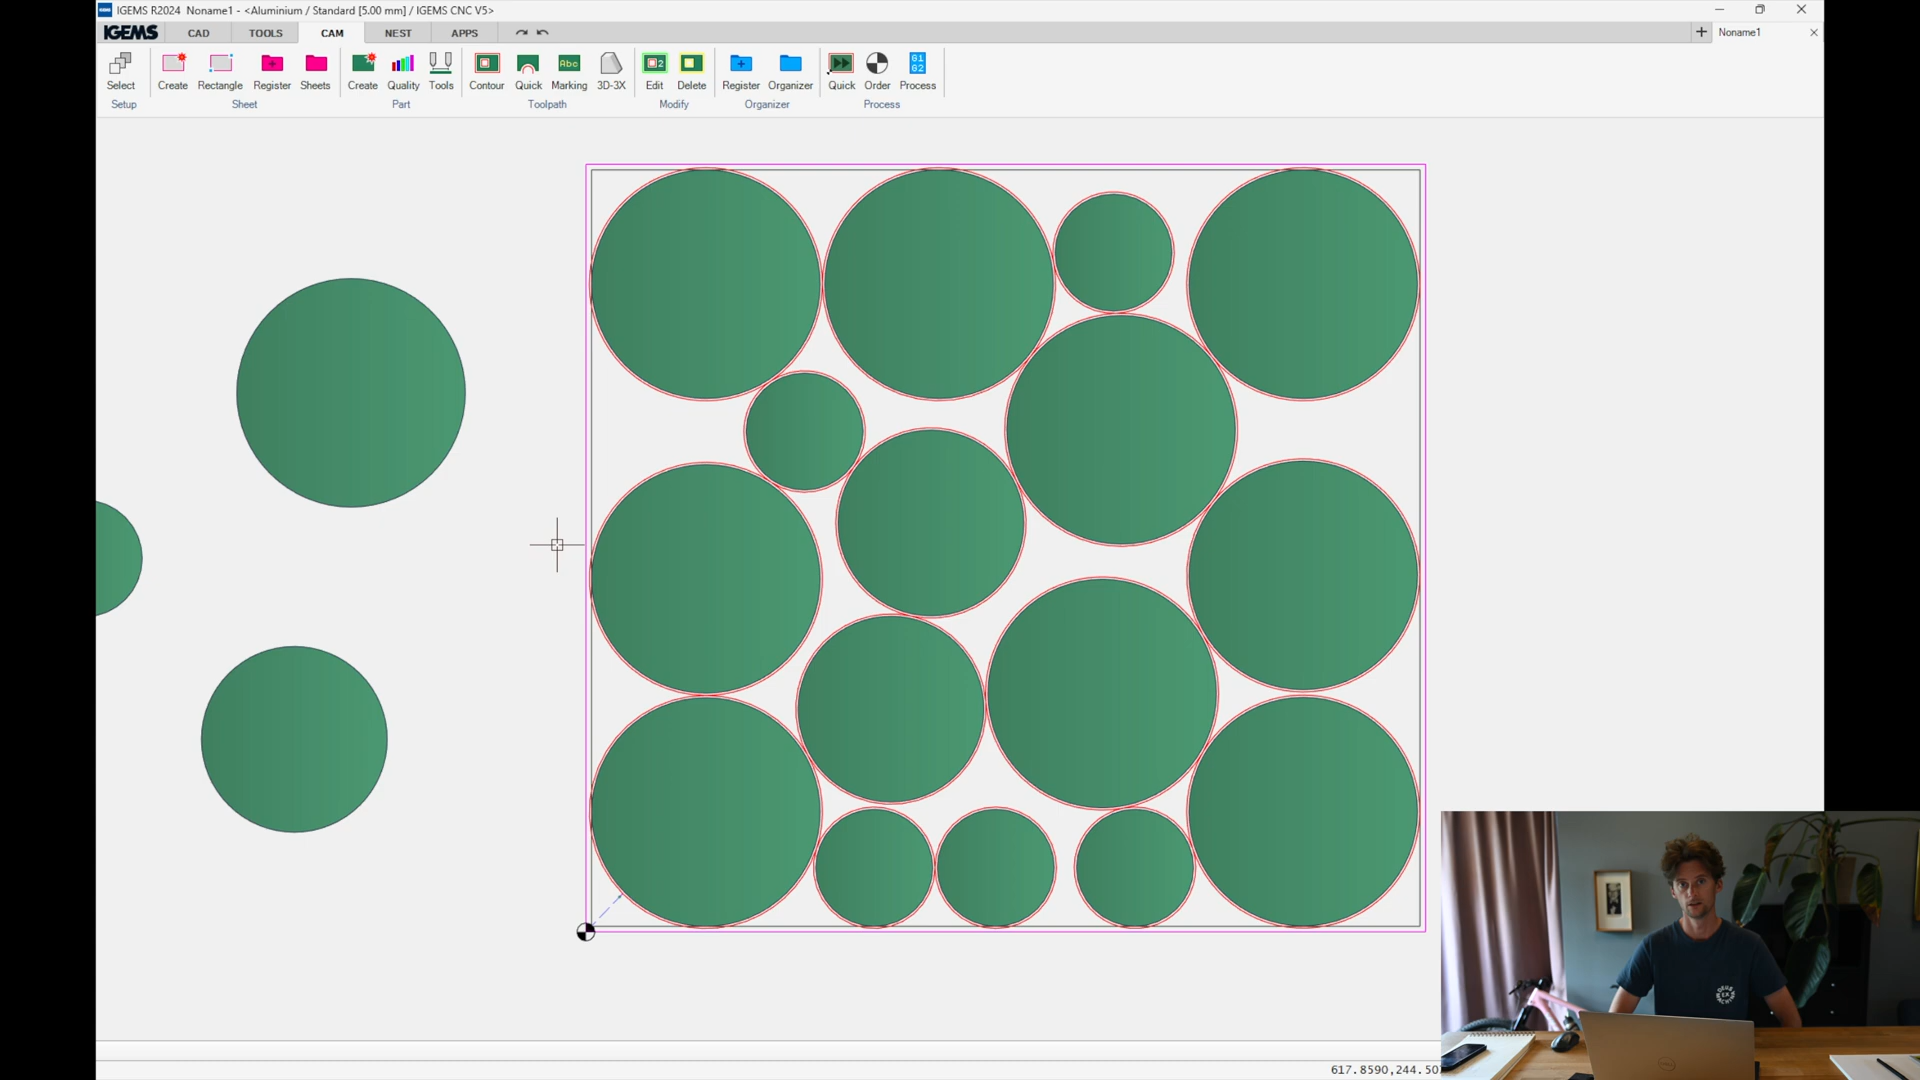 IGEMS R2024 Noname1 - <Aluminium / Standard [5.00 mm] / IGEMS CNC V5>
IGEMS CAD TOOLS CAM NEST APPS Noname1
Select Create Rectangle Register Sheets Create Quality Tools Contour Quick Marking 3D-3X Edit Delete Register Organizer Quick Order Process
Setup Sheet Part Toolpath Modify Organizer Process
617.8590,244.50